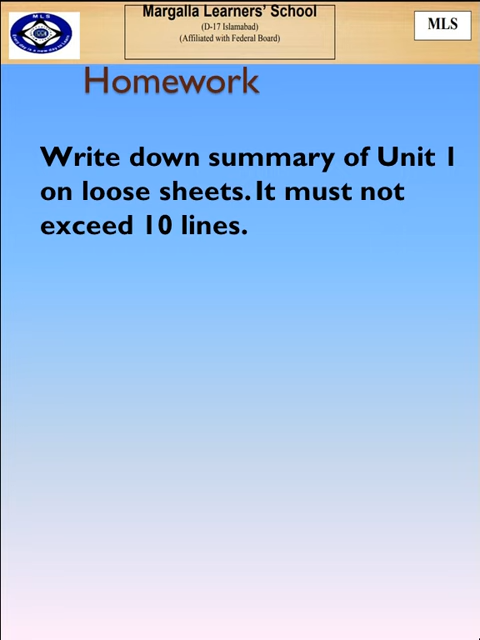 Margalla Learners' School
(D-17 Islamabad)
(Affiliated with Federal Board)
MLS
MLS
Homework
Write down summary of Unit 1
on loose sheets. It must not
exceed 10 lines.